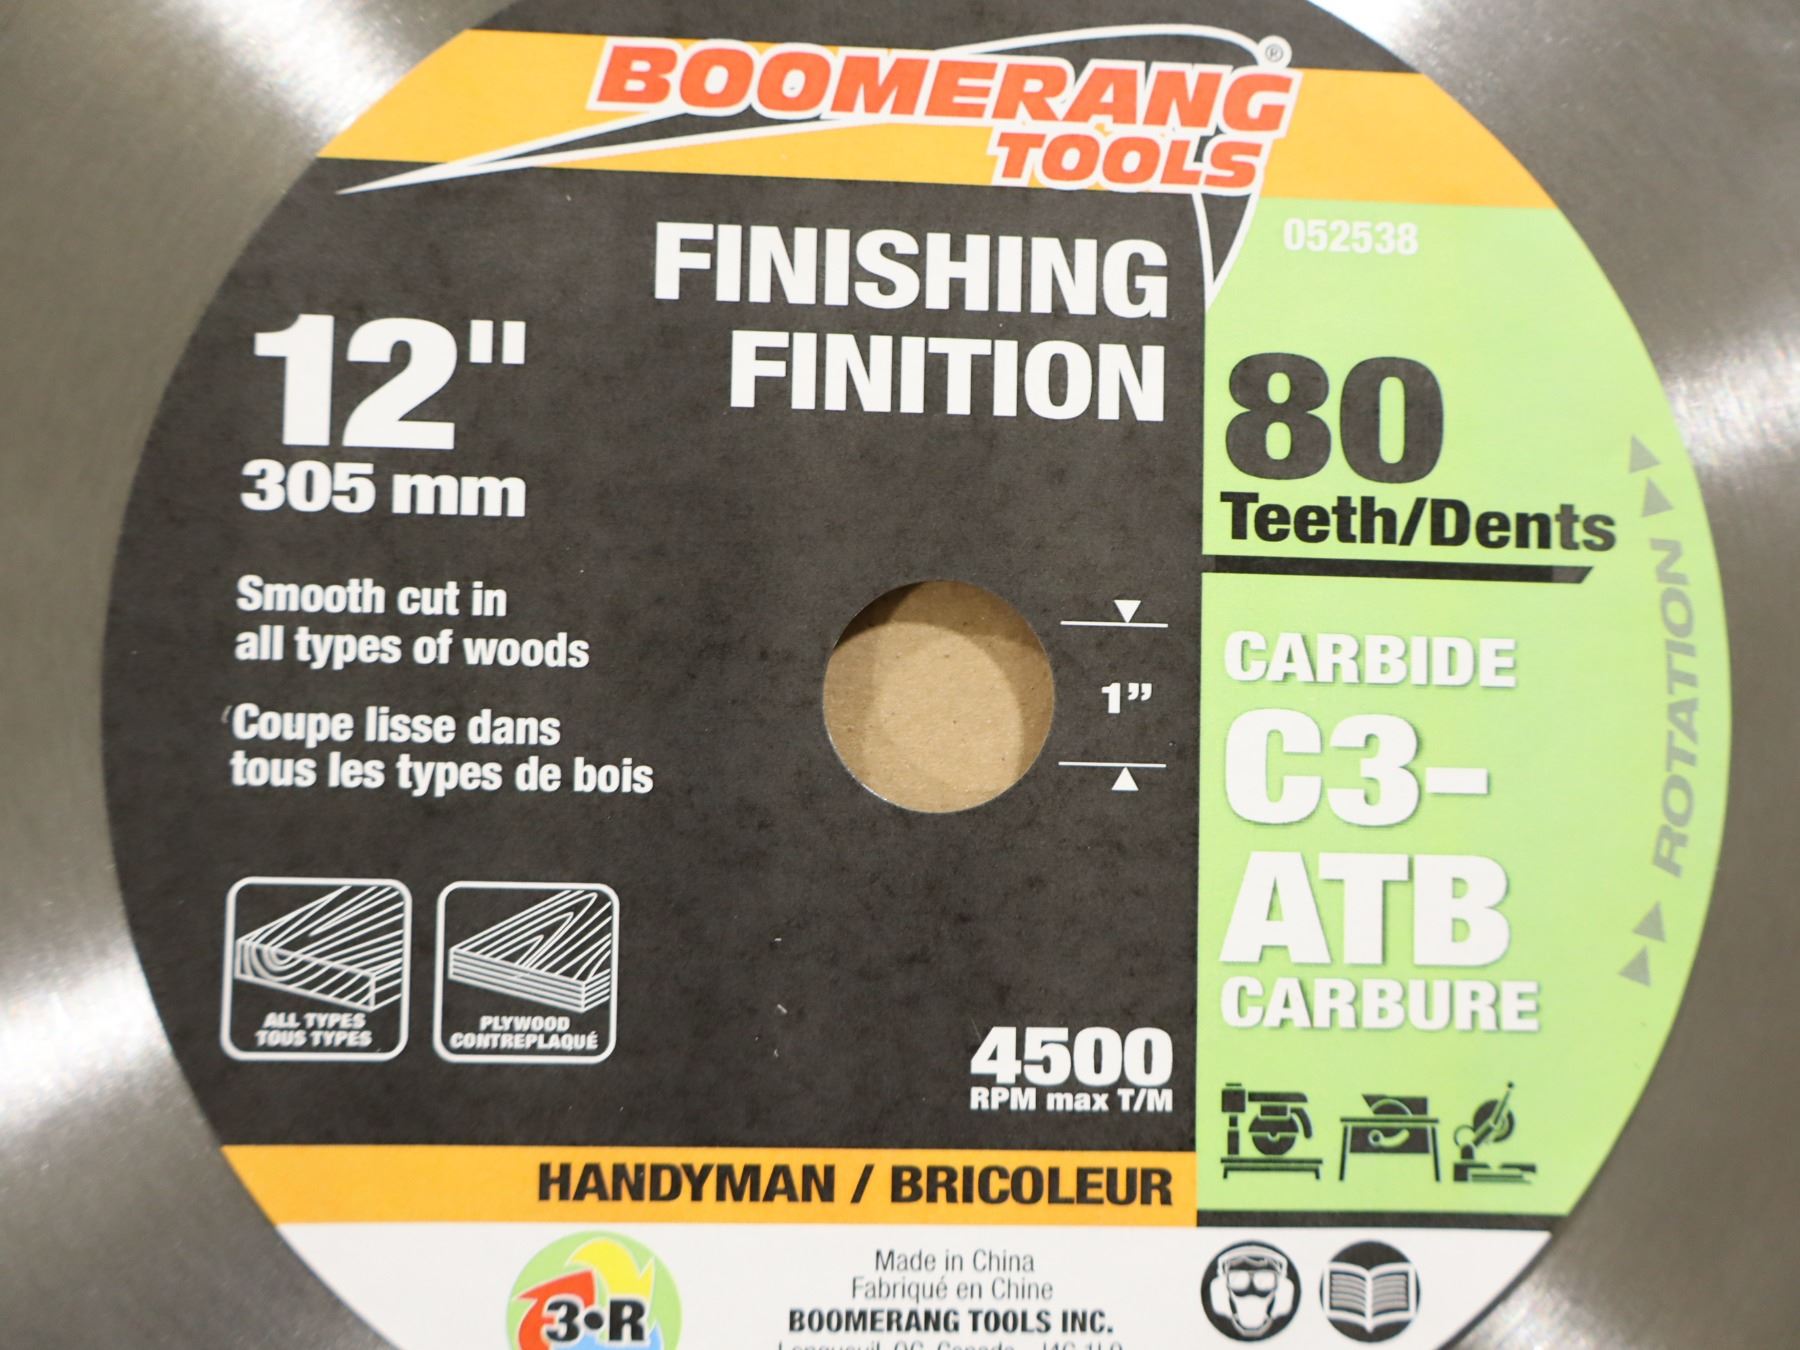 BOOMERANG®
TOOLS
052538
FINISHING
FINITION
12"
305 mm
80
Teeth/Dents
Smooth cut in
all types of woods
Coupe lisse dans
tous les types de bois
1”
CARBIDE
C3-
ATB
CARBURE
ROTATION
ALL TYPES
TOUS TYPES
PLYWOOD
CONTREPLAQUÉ
4500
RPM max T/M
HANDYMAN / BRICOLEUR
3•R
Made in China
Fabriqué en Chine
BOOMERANG TOOLS INC.